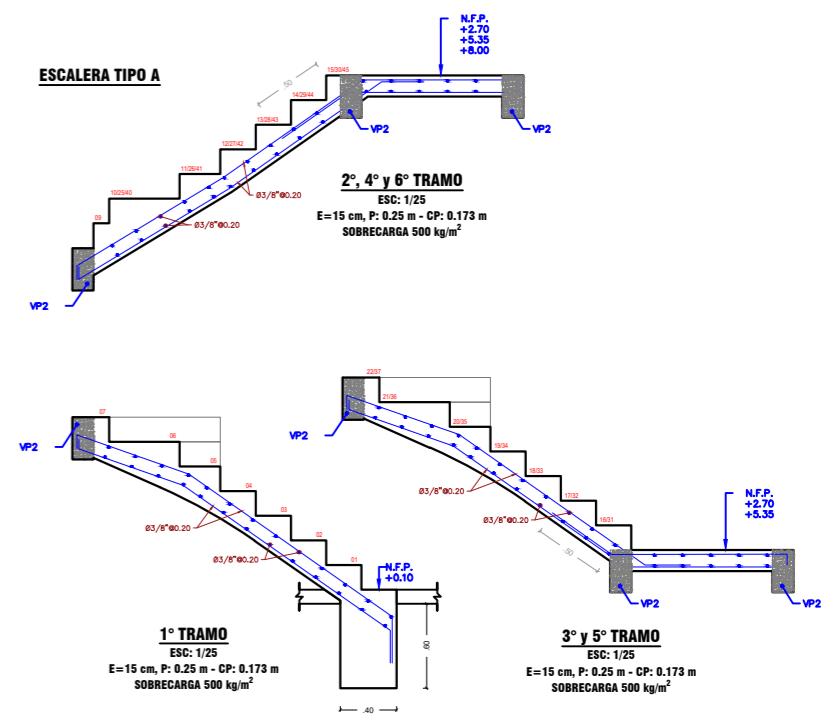 ESCALERA TIPO A
N.F.P.
+2.70
+5.35
+8.00
.50
15/30/45
14/29/44
13/28/43
12/27/42
11/26/41
10/25/40
09
VP2
VP2
VP2
Ø3/8"@0.20
Ø3/8"@0.20
2°, 4° y 6° TRAMO
ESC: 1/25
E=15 cm, P: 0.25 m - CP: 0.173 m
SOBRECARGA 500 kg/m²
07
06
05
04
03
02
01
VP2
Ø3/8"@0.20
Ø3/8"@0.20
N.F.P.
+0.10
.60
.40
1° TRAMO
ESC: 1/25
E=15 cm, P: 0.25 m - CP: 0.173 m
SOBRECARGA 500 kg/m²
22/37
21/36
20/35
19/34
18/33
17/32
16/31
VP2
Ø3/8"@0.20
Ø3/8"@0.20
.50
N.F.P.
+2.70
+5.35
VP2
VP2
3° y 5° TRAMO
ESC: 1/25
E=15 cm, P: 0.25 m - CP: 0.173 m
SOBRECARGA 500 kg/m²